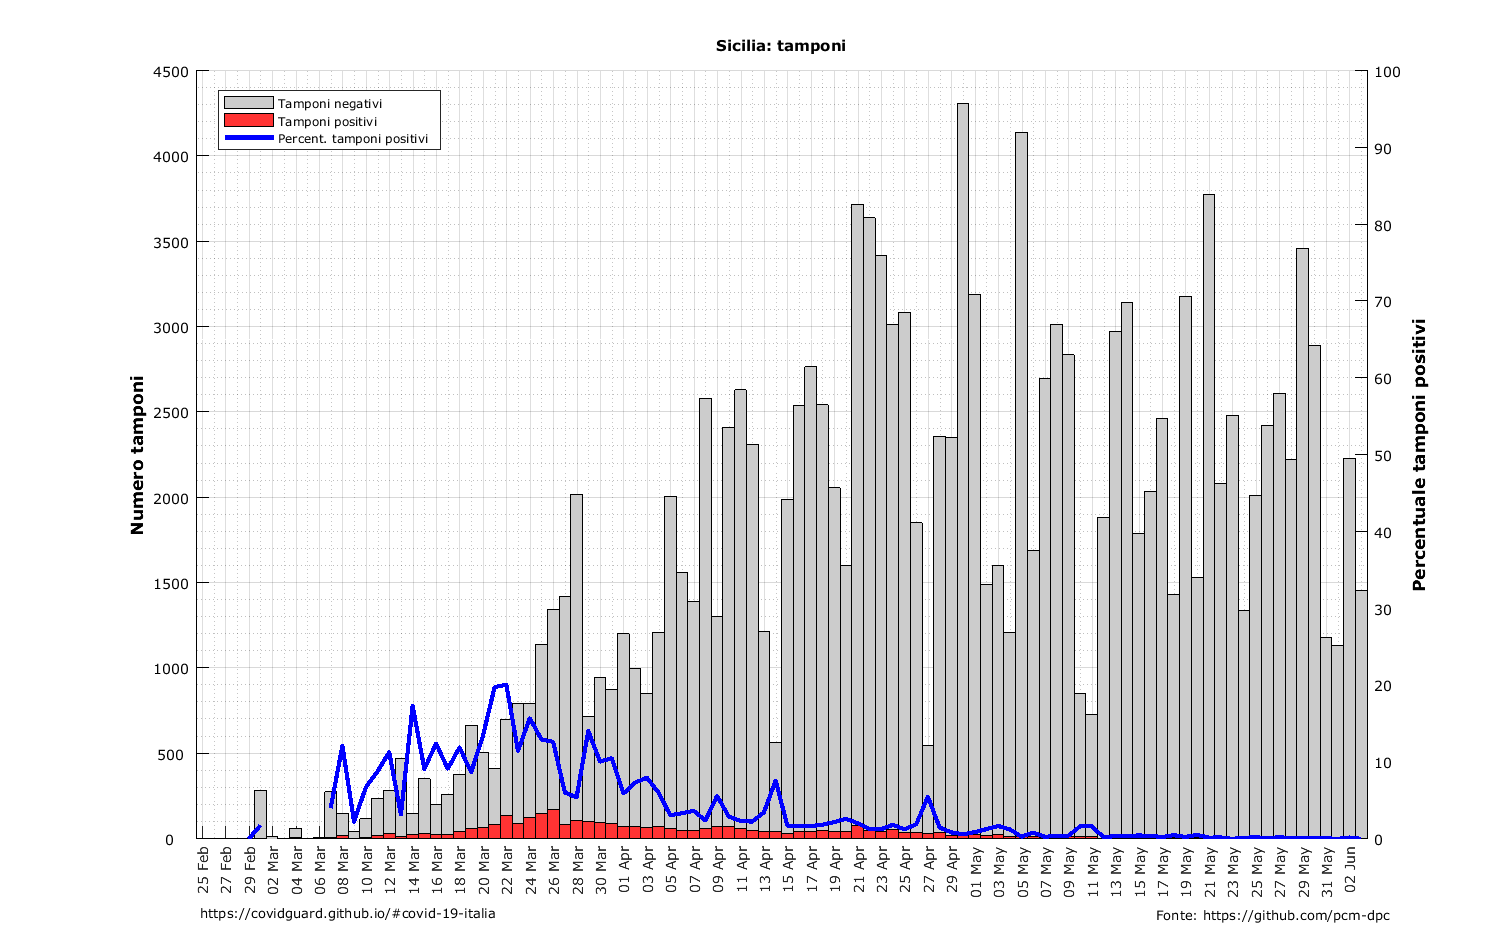 Sicilia: tamponi
4500
4000
3500
3000
2500
2000
1500
1000
500
0
Numero tamponi
Tamponi negativi
Tamponi positivi
Percent. tamponi positivi
100
90
80
70
60
50
40
30
20
10
0
Percentuale tamponi positivi
25 Feb
27 Feb
29 Feb
02 Mar
04 Mar
06 Mar
08 Mar
10 Mar
12 Mar
14 Mar
16 Mar
18 Mar
20 Mar
22 Mar
24 Mar
26 Mar
28 Mar
30 Mar
01 Apr
03 Apr
05 Apr
07 Apr
09 Apr
11 Apr
13 Apr
15 Apr
17 Apr
19 Apr
21 Apr
23 Apr
25 Apr
27 Apr
29 Apr
01 May
03 May
05 May
07 May
09 May
11 May
13 May
15 May
17 May
19 May
21 May
23 May
25 May
27 May
29 May
31 May
02 Jun
https://covidguard.github.io/#covid-19-italia
Fonte: https://github.com/pcm-dpc